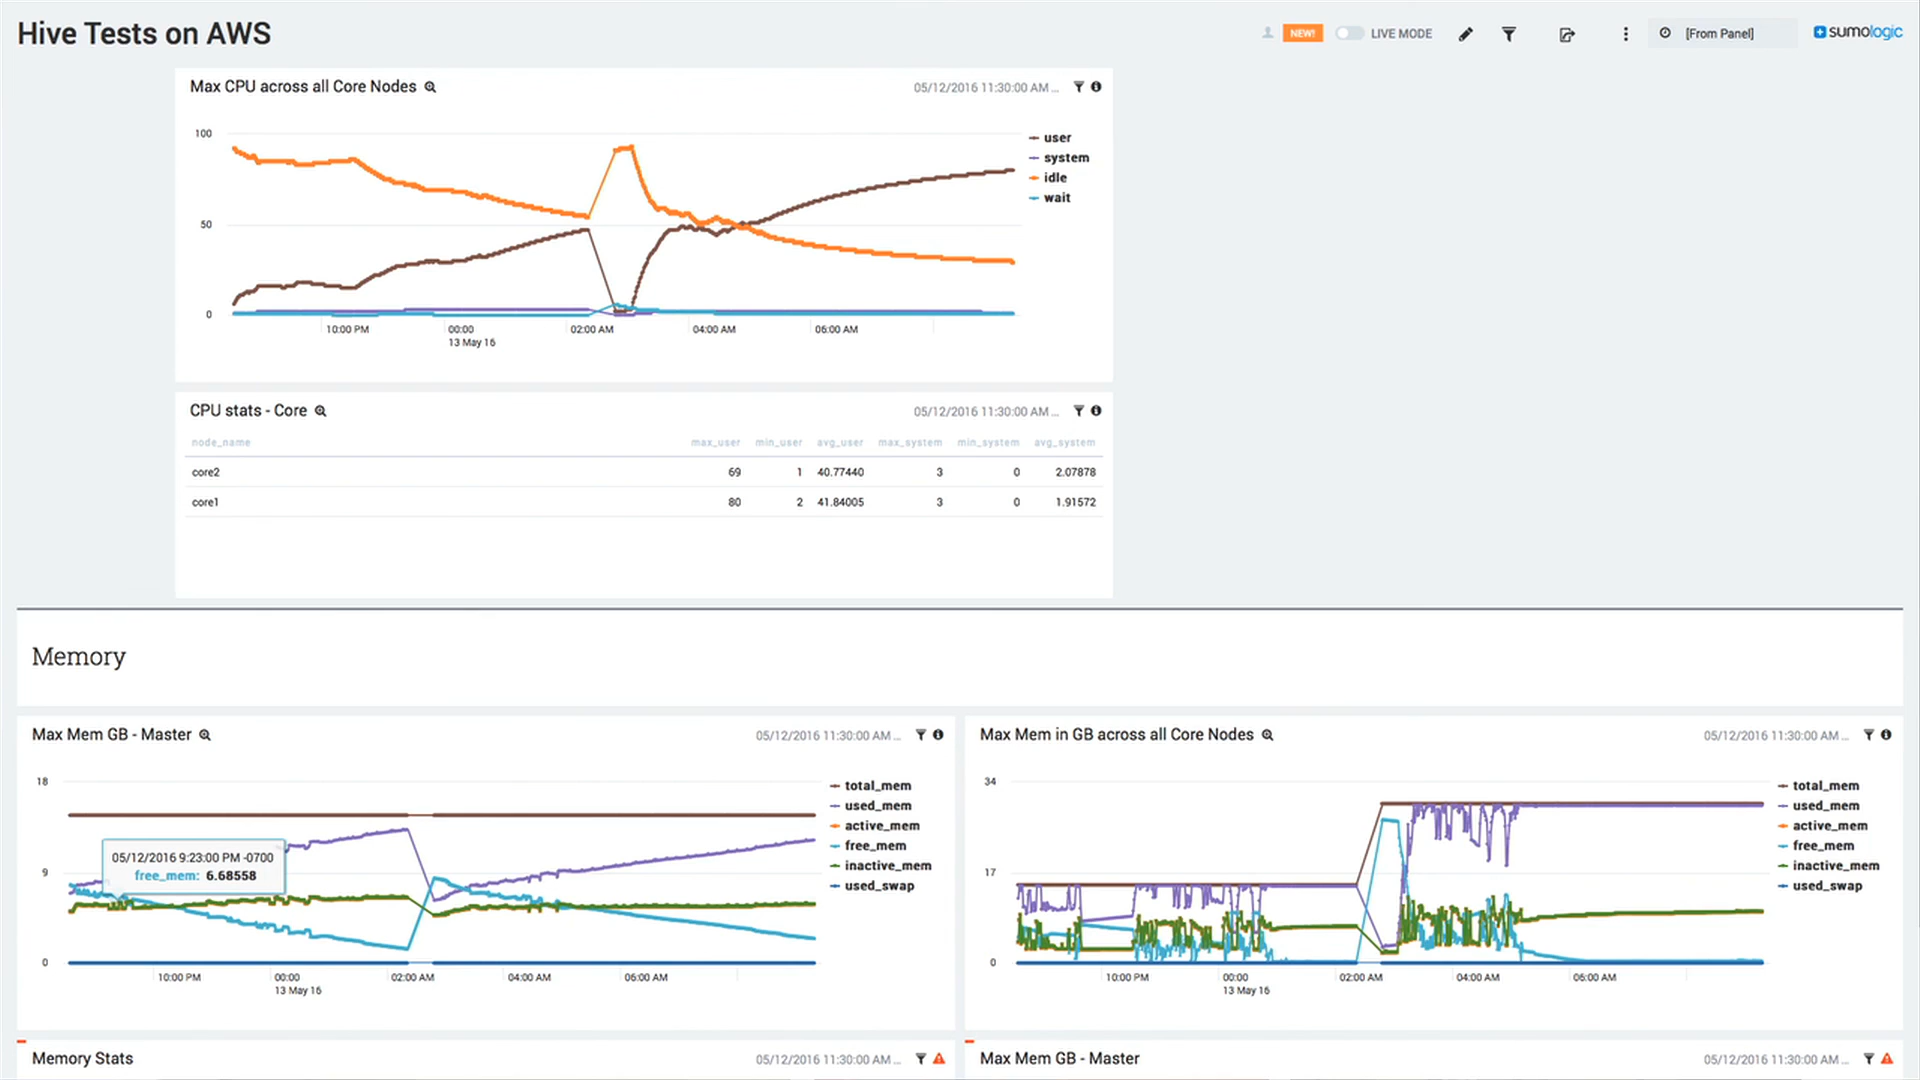 Hive Tests on AWS
NEW! LIVE MODE [From Panel] sumologic
Max CPU across all Core Nodes 05/12/2016 11:30:00 AM ...
100
50
0
10:00 PM 00:00 02:00 AM 04:00 AM 06:00 AM
13 May 16
user
system
idle
wait
CPU stats - Core 05/12/2016 11:30:00 AM ...
node_name max_user min_user avg_user max_system min_system avg_system
core2 69 1 40.77440 3 0 2.07878
core1 80 2 41.84005 3 0 1.91572
Memory
Max Mem GB - Master 05/12/2016 11:30:00 AM ...
18
9
0
05/12/2016 9:23:00 PM -0700
free_mem: 6.68558
10:00 PM 00:00 02:00 AM 04:00 AM 06:00 AM
13 May 16
total_mem
used_mem
active_mem
free_mem
inactive_mem
used_swap
Max Mem in GB across all Core Nodes 05/12/2016 11:30:00 AM ...
34
17
0
10:00 PM 00:00 02:00 AM 04:00 AM 06:00 AM
13 May 16
total_mem
used_mem
active_mem
free_mem
inactive_mem
used_swap
Memory Stats 05/12/2016 11:30:00 AM ...
Max Mem GB - Master 05/12/2016 11:30:00 AM ...